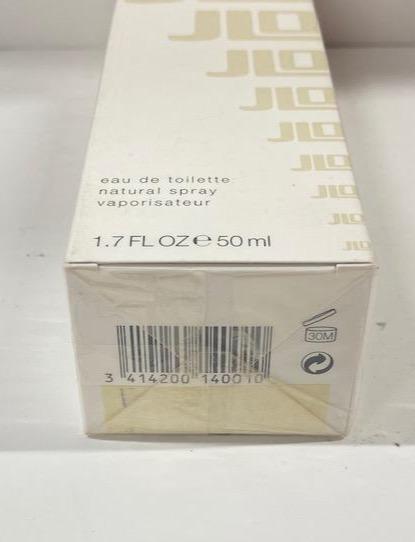 JLO
JLO
JLO
JLO
JLO
JLO
JLO
JLO
eau de toilette
natural spray
vaporisateur
1.7 FL OZ ℮ 50 ml
30M
3 414200 140010